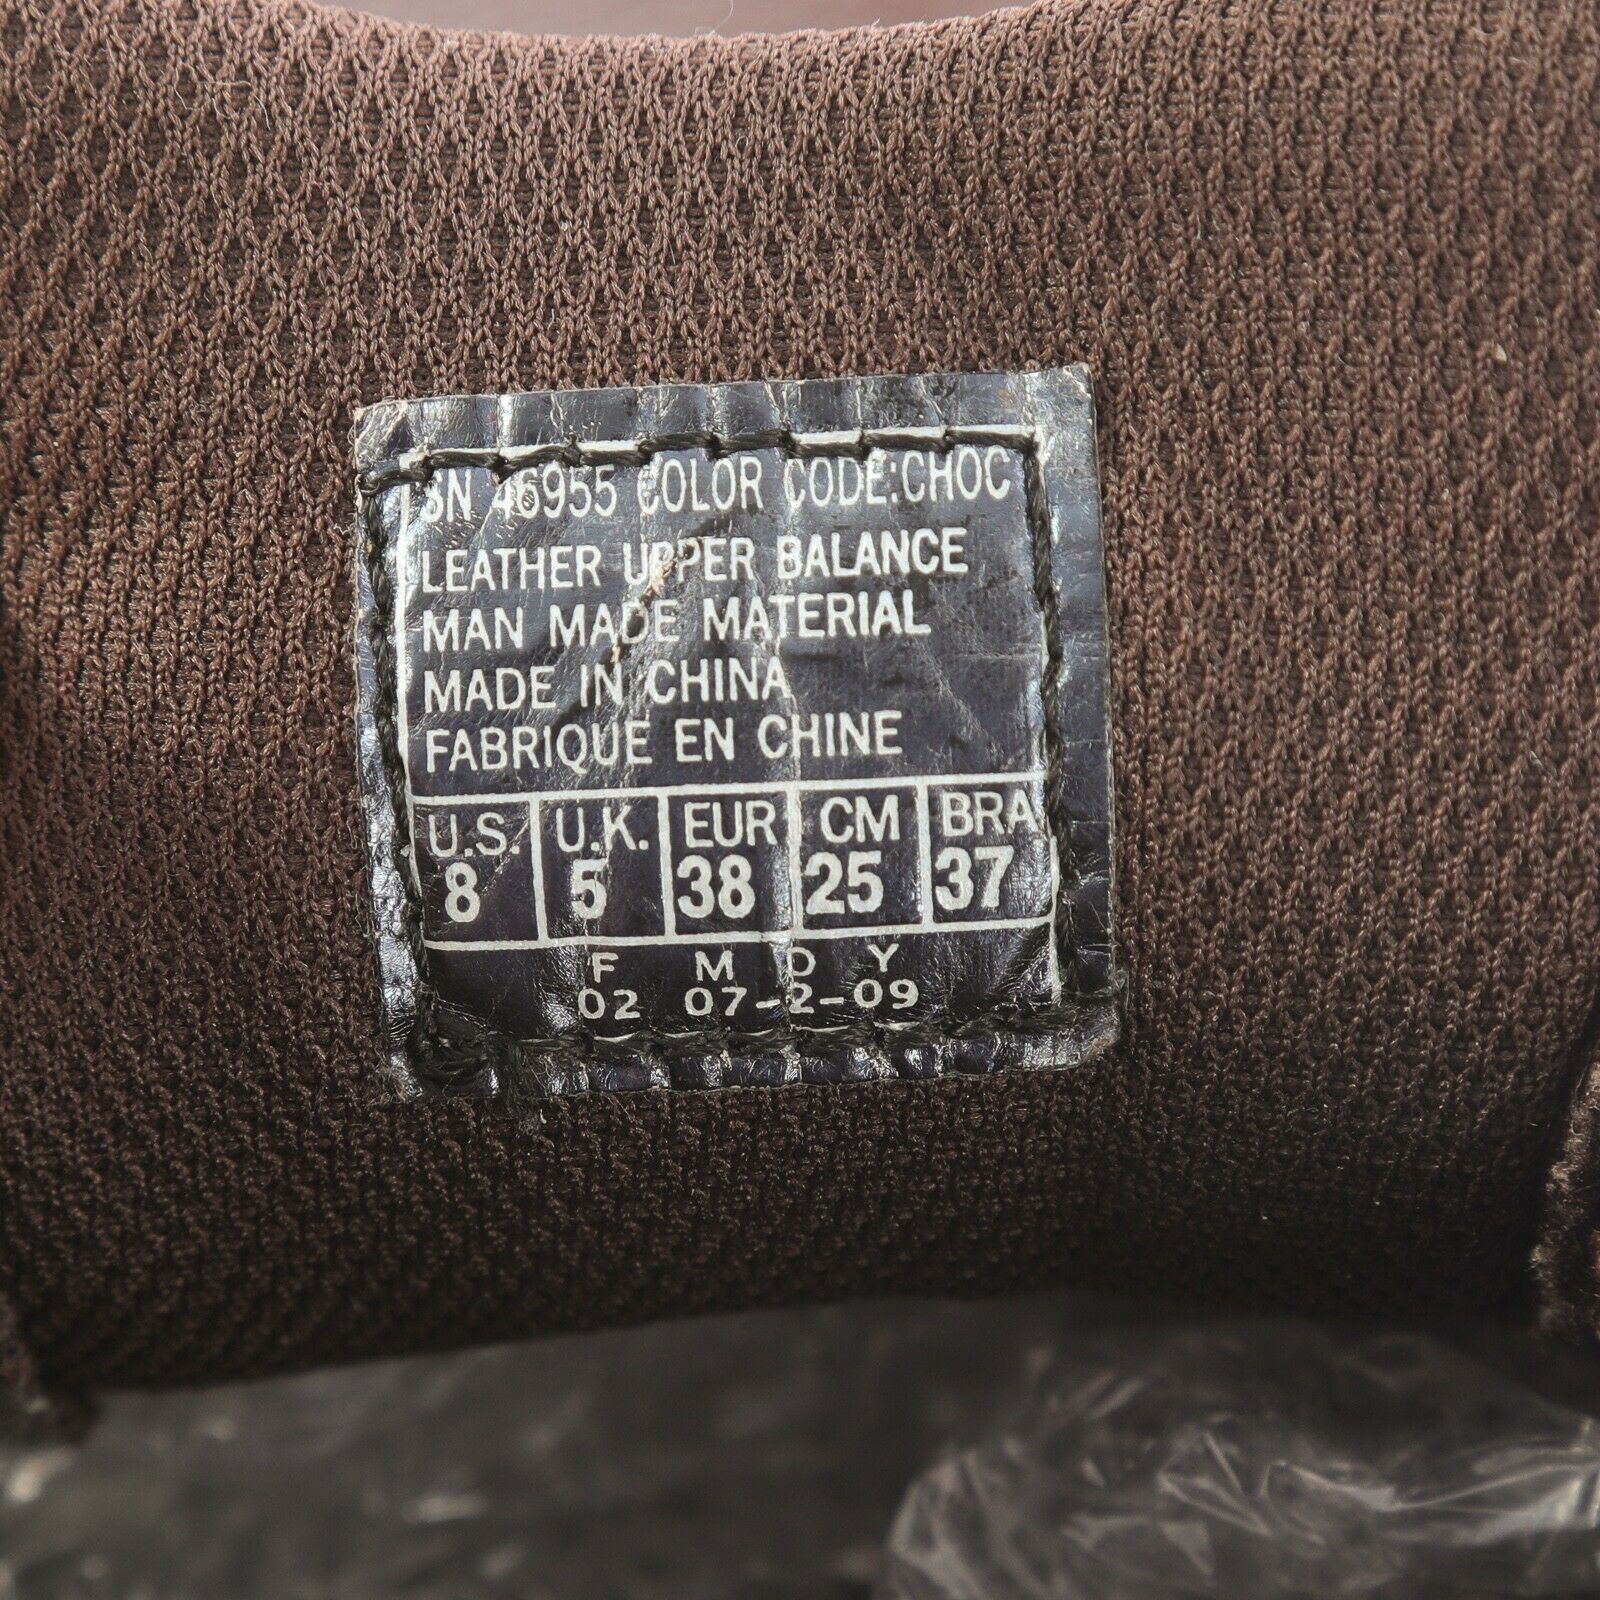 SN 46955 COLOR CODE:CHOC
LEATHER UPPER BALANCE
MAN MADE MATERIAL
MADE IN CHINA
FABRIQUE EN CHINE
U.S. U.K. EUR CM BRA
8 5 38 25 37
F M D Y
02 07-2-09